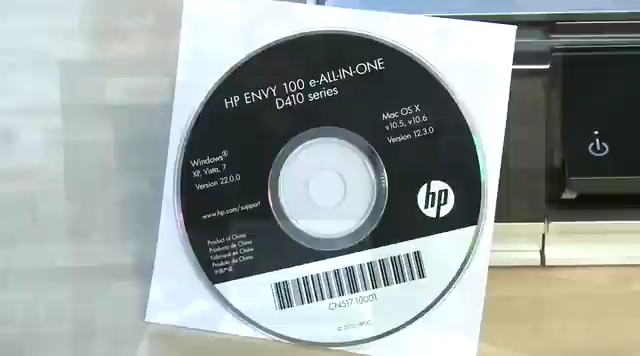 HP ENVY 100 e-ALL-IN-ONE
D410 series
Windows®
XP, Vista, 7
Version 22.0.0
Mac OS X
v10.5, v10.6
Version 12.3.0
www.hp.com/support
hp
Product of China
Producto de China
Fabriqué en Chine
Produto da China
CN517 10001